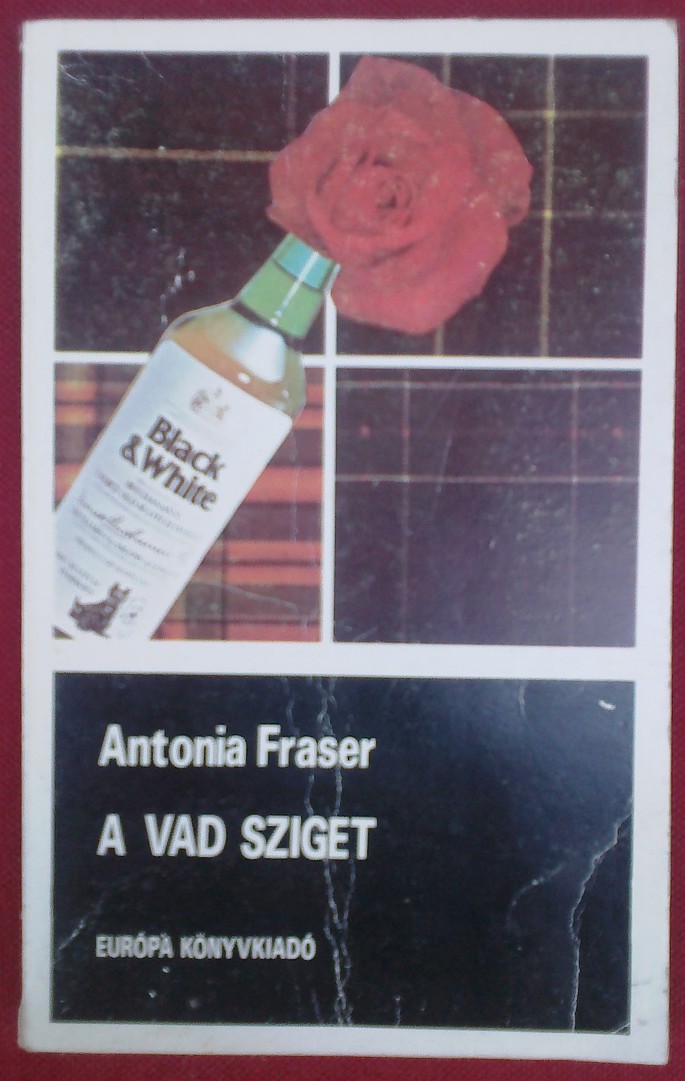 Black
& White
Antonia Fraser
A VAD SZIGET
EURÓPA KÖNYVKIADÓ